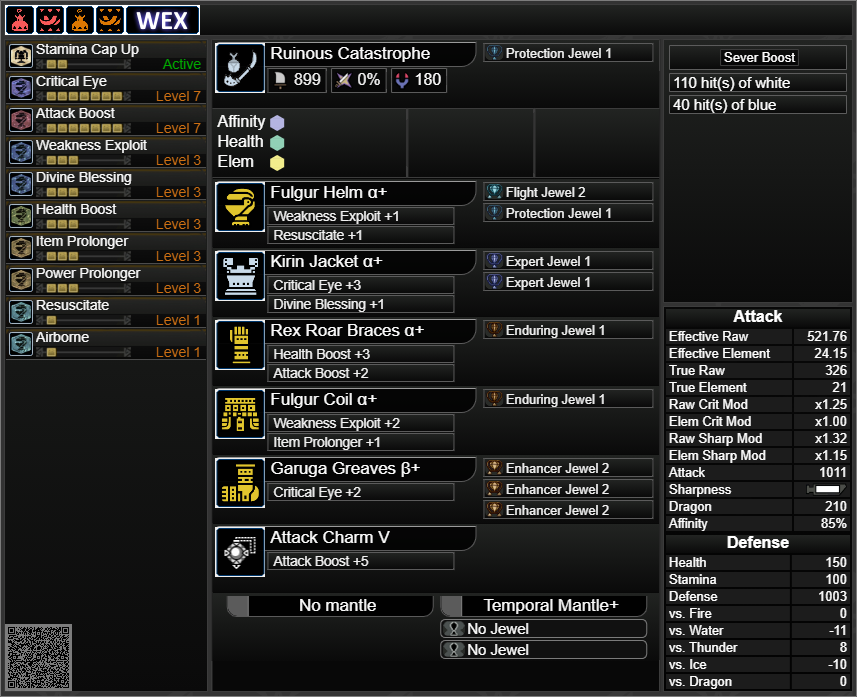 WEX
Stamina Cap Up
Active
Critical Eye
Level 7
Attack Boost
Level 7
Weakness Exploit
Level 3
Divine Blessing
Level 3
Health Boost
Level 3
Item Prolonger
Level 3
Power Prolonger
Level 3
Resuscitate
Level 1
Airborne
Level 1
Ruinous Catastrophe
899 0% 180
Protection Jewel 1
Affinity
Health
Elem
Fulgur Helm α+
Weakness Exploit +1
Resuscitate +1
Flight Jewel 2
Protection Jewel 1
Kirin Jacket α+
Critical Eye +3
Divine Blessing +1
Expert Jewel 1
Expert Jewel 1
Rex Roar Braces α+
Health Boost +3
Attack Boost +2
Enduring Jewel 1
Fulgur Coil α+
Weakness Exploit +2
Item Prolonger +1
Enduring Jewel 1
Garuga Greaves β+
Critical Eye +2
Enhancer Jewel 2
Enhancer Jewel 2
Enhancer Jewel 2
Attack Charm V
Attack Boost +5
No mantle
Temporal Mantle+
No Jewel
No Jewel
Sever Boost
110 hit(s) of white
40 hit(s) of blue
Attack
Effective Raw 521.76
Effective Element 24.15
True Raw 326
True Element 21
Raw Crit Mod x1.25
Elem Crit Mod x1.00
Raw Sharp Mod x1.32
Elem Sharp Mod x1.15
Attack 1011
Sharpness
Dragon 210
Affinity 85%
Defense
Health 150
Stamina 100
Defense 1003
vs. Fire 0
vs. Water -11
vs. Thunder 8
vs. Ice -10
vs. Dragon 0